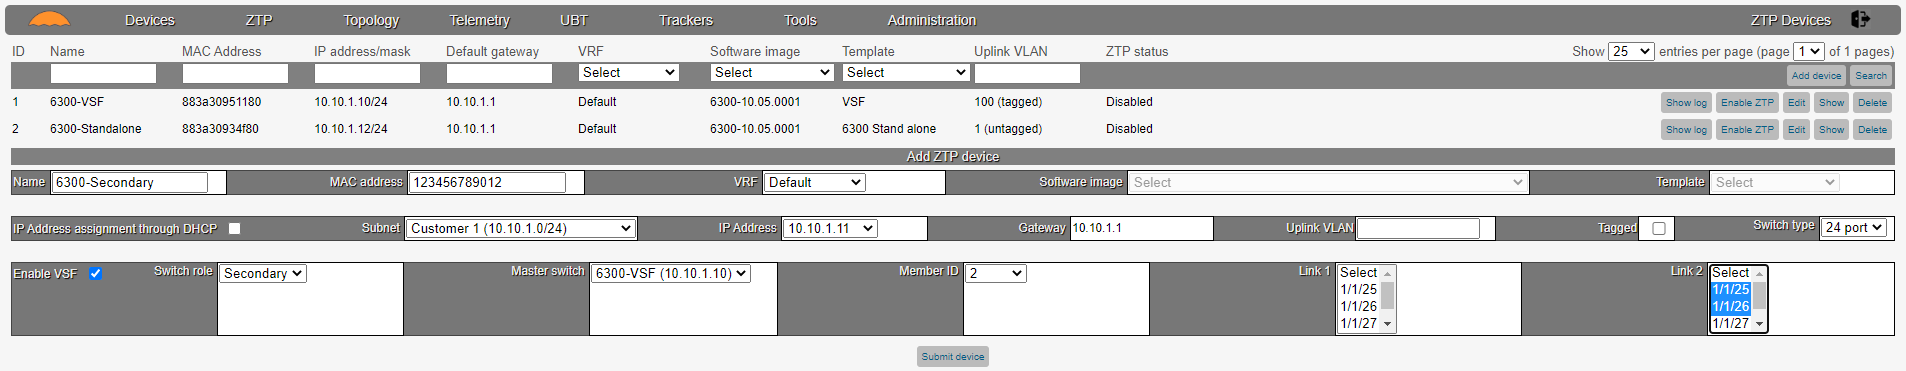 Devices ZTP Topology Telemetry UBT Trackers Tools Administration ZTP Devices
ID Name MAC Address IP address/mask Default gateway VRF Software image Template Uplink VLAN ZTP status Show 25 entries per page (page 1 of 1 pages)
Select Select Select Add device Search
1 6300-VSF 883a30951180 10.10.1.10/24 10.10.1.1 Default 6300-10.05.0001 VSF 100 (tagged) Disabled Show log Enable ZTP Edit Show Delete
2 6300-Standalone 883a30934f80 10.10.1.12/24 10.10.1.1 Default 6300-10.05.0001 6300 Stand alone 1 (untagged) Disabled Show log Enable ZTP Edit Show Delete
Add ZTP device
Name 6300-Secondary MAC address 123456789012 VRF Default Software image Select Template Select
IP Address assignment through DHCP Subnet Customer 1 (10.10.1.0/24) IP Address 10.10.1.11 Gateway 10.10.1.1 Uplink VLAN Tagged Switch type 24 port
Enable VSF Switch role Secondary Master switch 6300-VSF (10.10.1.10) Member ID 2 Link 1 Select Link 2 Select
1/1/25 1/1/25
1/1/26 1/1/26
1/1/27 1/1/27
Submit device